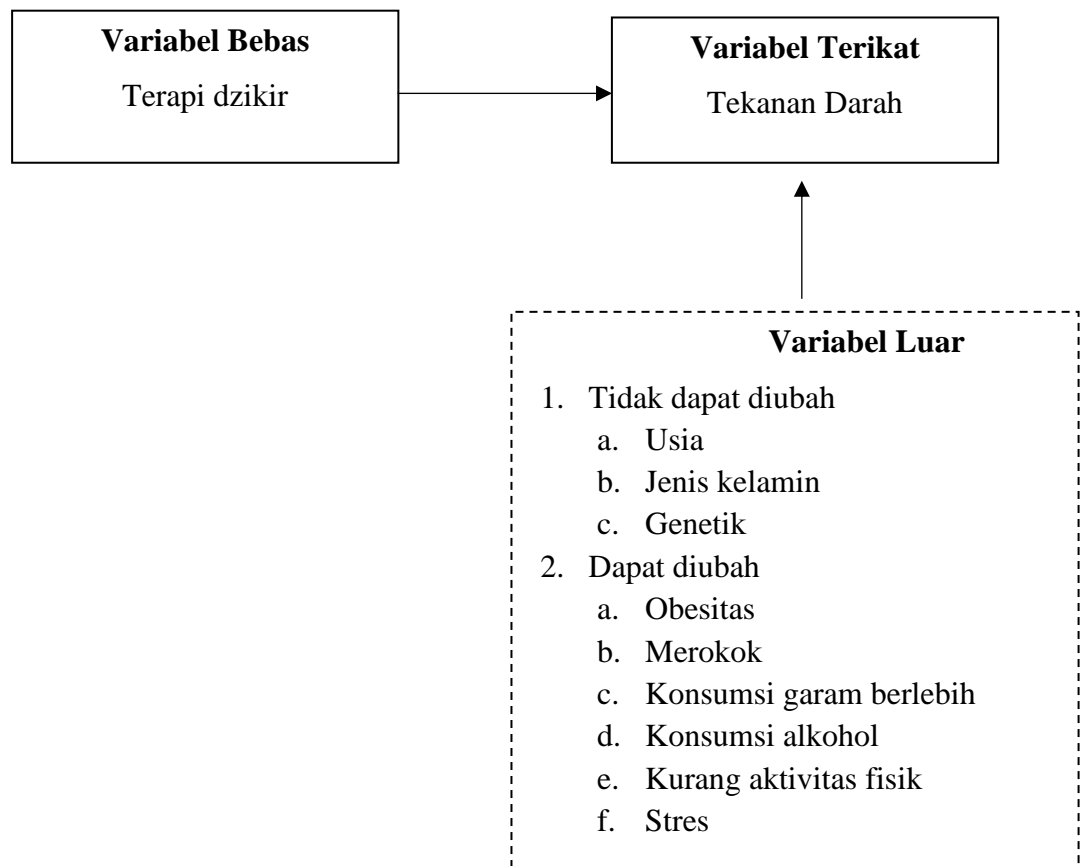 Variabel Bebas
Terapi dzikir
Variabel Terikat
Tekanan Darah
Variabel Luar
1. Tidak dapat diubah
a. Usia
b. Jenis kelamin
c. Genetik
2. Dapat diubah
a. Obesitas
b. Merokok
c. Konsumsi garam berlebih
d. Konsumsi alkohol
e. Kurang aktivitas fisik
f. Stres